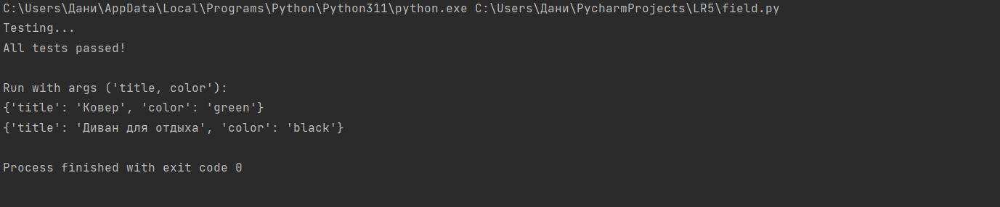 C:\Users\Дани\AppData\Local\Programs\Python\Python311\python.exe C:\Users\Дани\PycharmProjects\LR5\field.py
Testing...
All tests passed!
Run with args ('title, color'):
{'title': 'Ковер', 'color': 'green'}
{'title': 'Диван для отдыха', 'color': 'black'}
Process finished with exit code 0